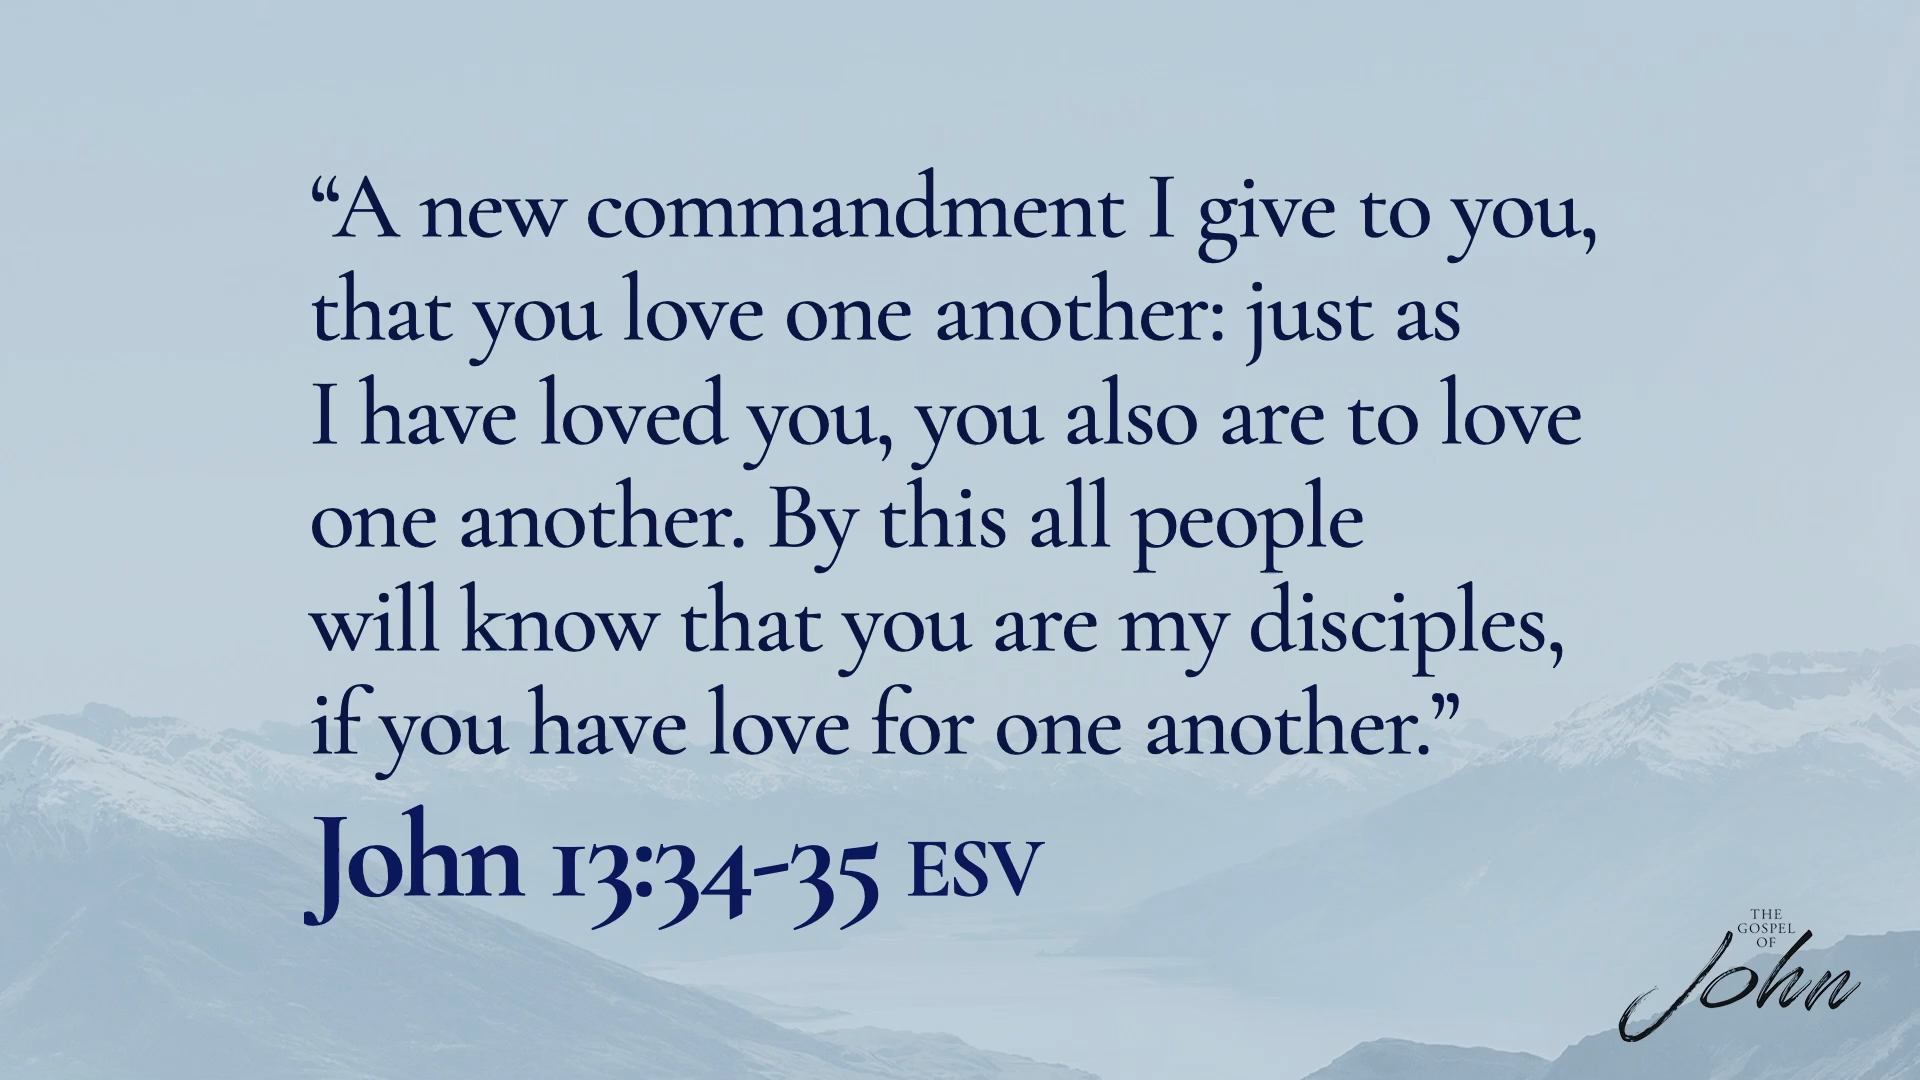 “A new commandment I give to you,
that you love one another: just as
I have loved you, you also are to love
one another. By this all people
will know that you are my disciples,
if you have love for one another.”
John 13:34-35 ESV
THE
GOSPEL
OF
John